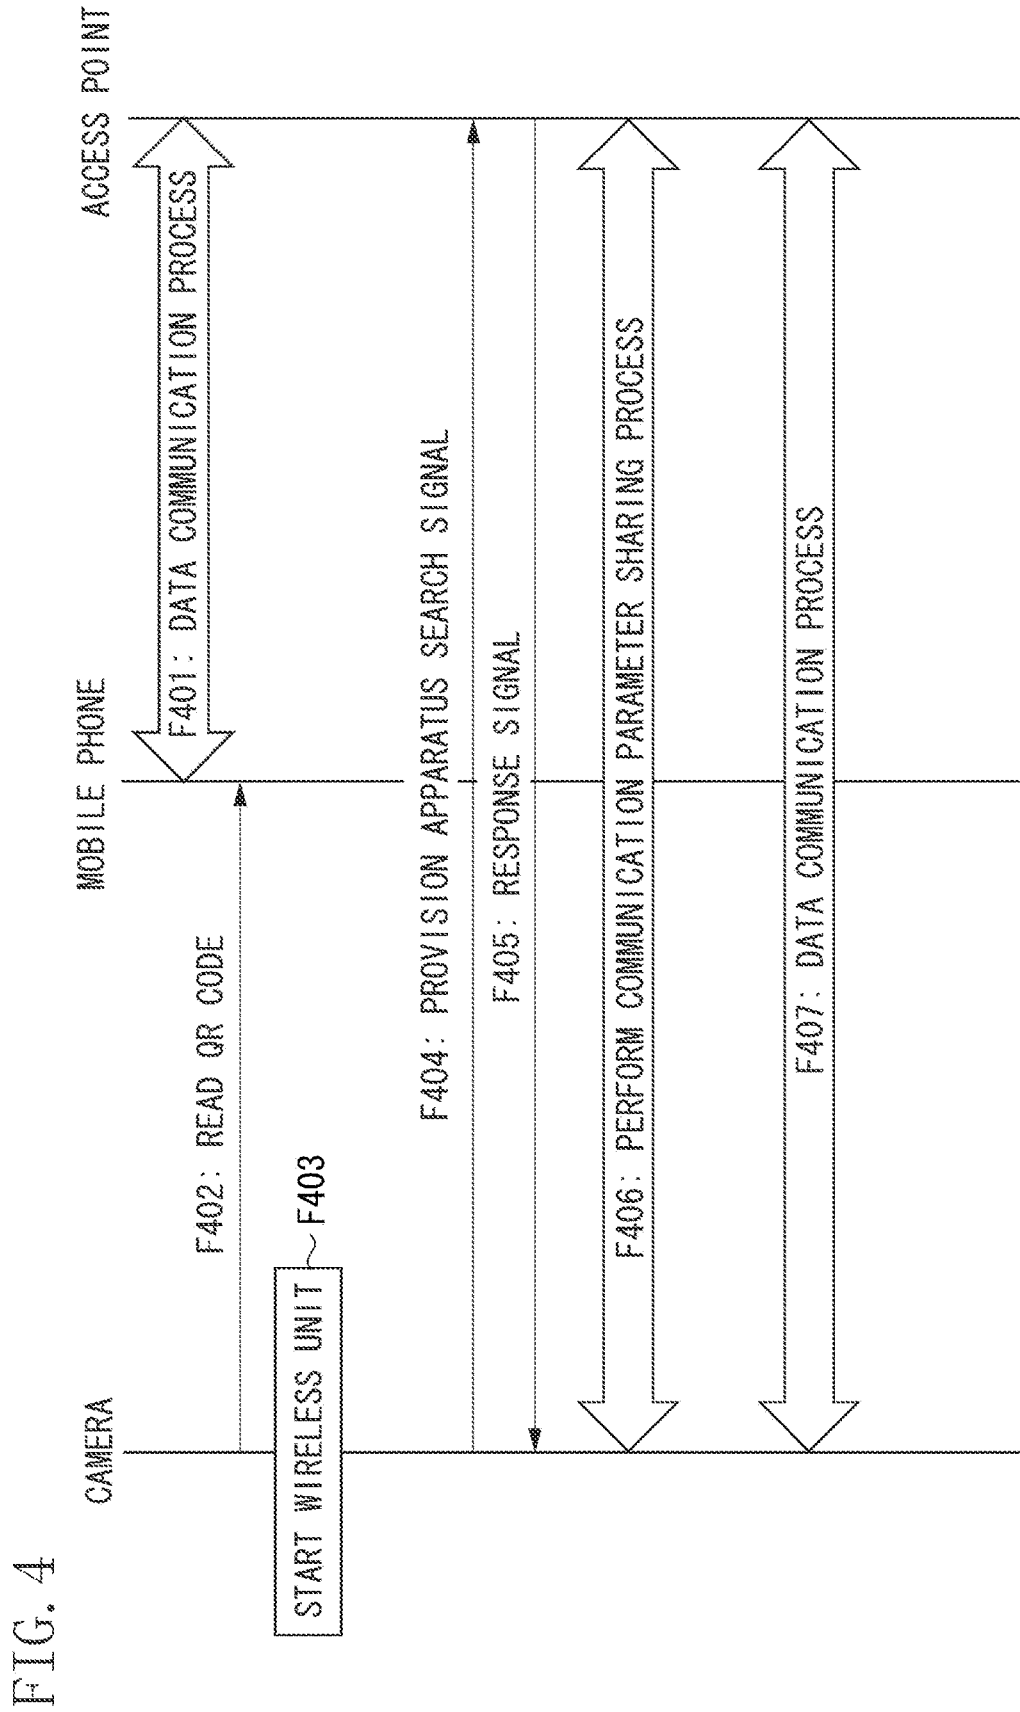 FIG. 4
CAMERA
MOBILE PHONE
ACCESS POINT
F401: DATA COMMUNICATION PROCESS
F402: READ QR CODE
START WIRELESS UNIT
F403
F404: PROVISION APPARATUS SEARCH SIGNAL
F405: RESPONSE SIGNAL
F406: PERFORM COMMUNICATION PARAMETER SHARING PROCESS
F407: DATA COMMUNICATION PROCESS